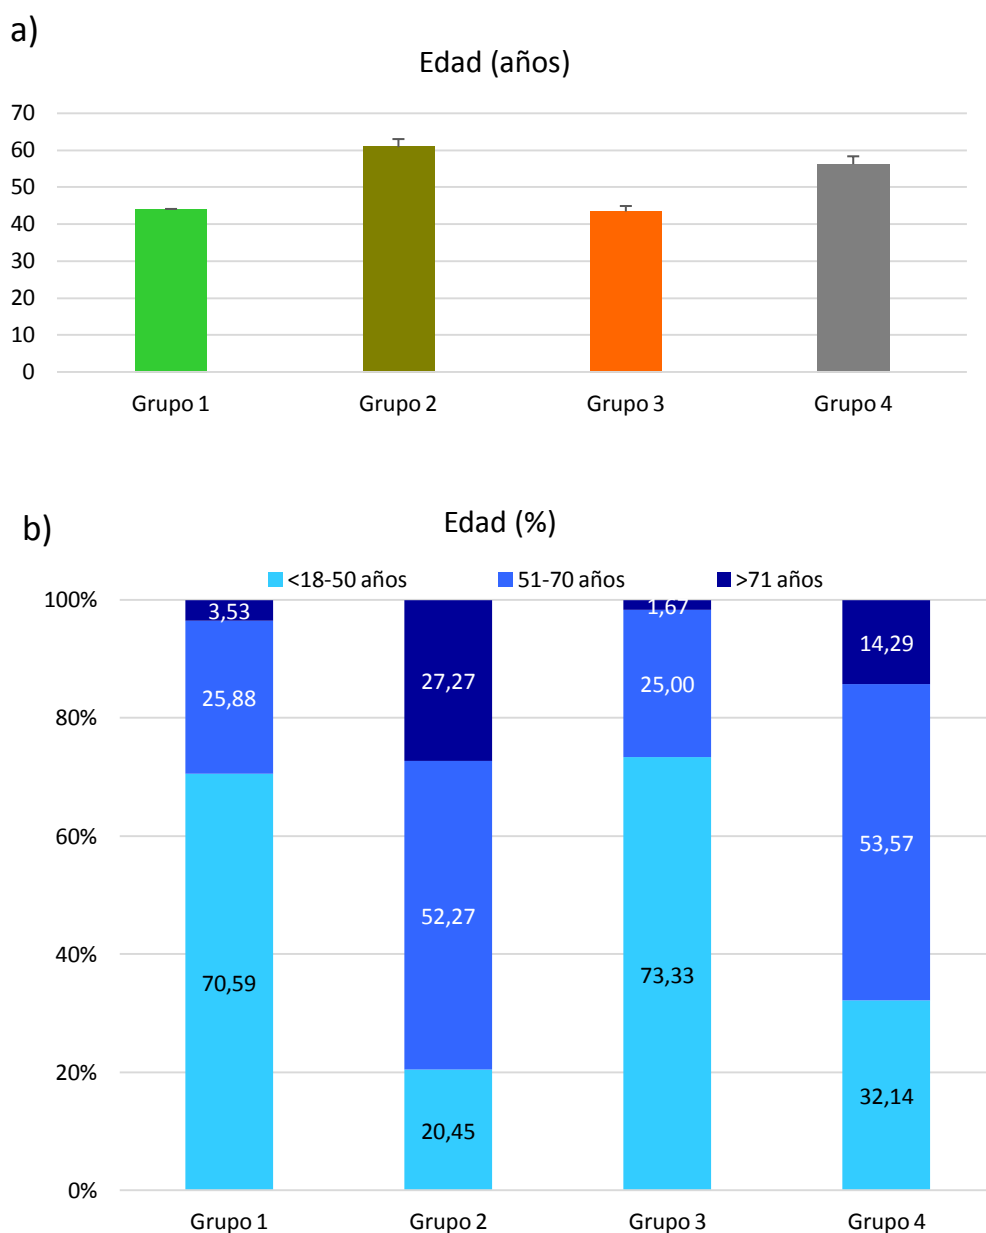 a)
Edad (años)
70
60
50
40
30
20
10
0
Grupo 1 Grupo 2 Grupo 3 Grupo 4
b)
Edad (%)
<18-50 años 51-70 años >71 años
100%
80%
60%
40%
20%
0%
3,53 27,27 1,67 14,29
25,88 52,27 25,00 53,57
70,59 20,45 73,33 32,14
Grupo 1 Grupo 2 Grupo 3 Grupo 4